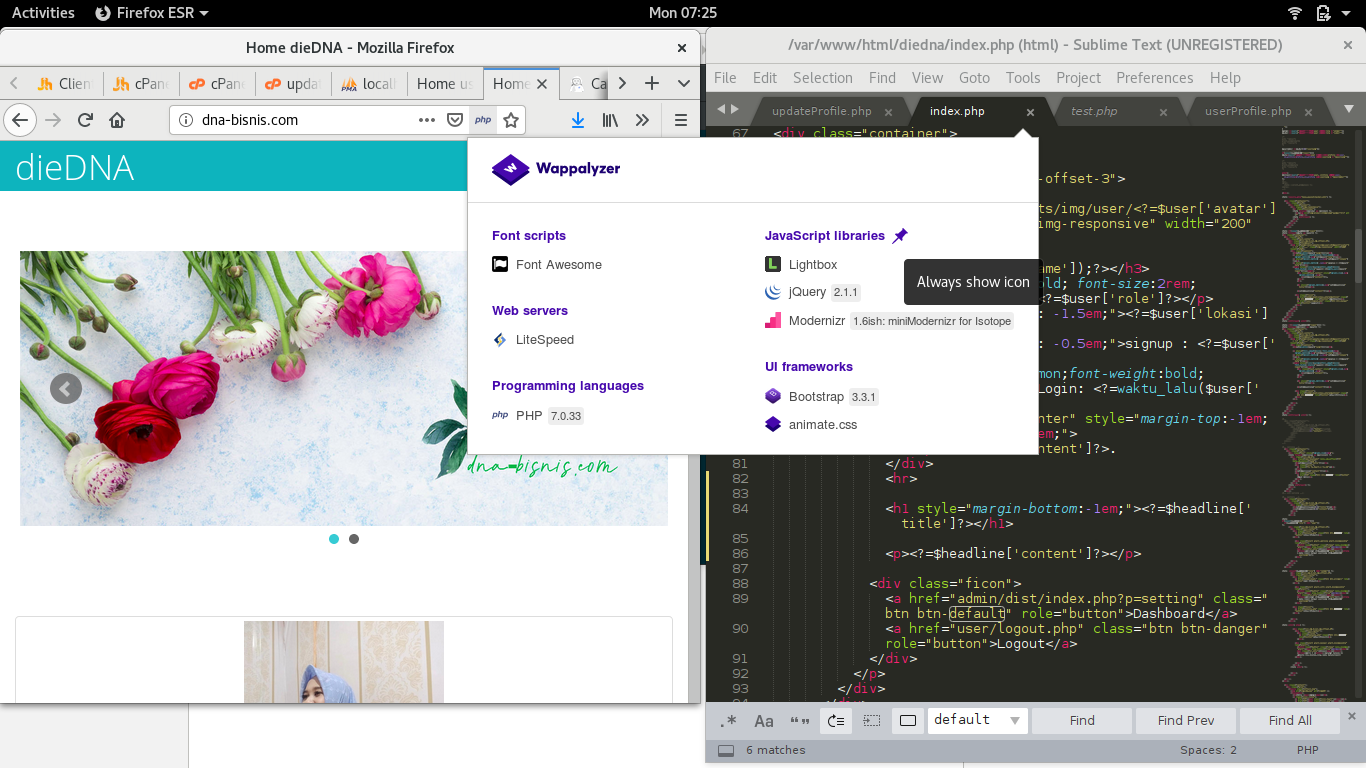 Activities
Firefox ESR
Mon 07:25
Home dieDNA - Mozilla Firefox
Clien
cPan
cPane
updat
locall
Home us
Home
Ca
dna-bisnis.com
php
dieDNA
dna-bisnis.com
Wappalyzer
Font scripts
Font Awesome
Web servers
LiteSpeed
Programming languages
php PHP 7.0.33
JavaScript libraries
Lightbox
jQuery 2.1.1
Modernizr 1.6ish: miniModernizr for Isotope
Always show icon
UI frameworks
Bootstrap 3.3.1
animate.css
/var/www/html/diedna/index.php (html) - Sublime Text (UNREGISTERED)
File Edit Selection Find View Goto Tools Project Preferences Help
updateProfile.php
index.php
test.php
userProfile.php
67 <div class="container">
-offset-3">
ts/img/user/<?=$user['avatar']
img-responsive" width="200"
ame']);?></h3>
old; font-size:2rem;
<?=$user['role']?></p>
: -1.5em;"><?=$user['lokasi']
: -0.5em;">signup : <?=$user['
mon;font-weight:bold;
Login: <?=waktu_lalu($user['
nter" style="margin-top:-1em;
em;">
ontent']?>.
81 </div>
82 <hr>
83
84 <h1 style="margin-bottom:-1em;"><?=$headline['
title']?></h1>
85
86 <p><?=$headline['content']?></p>
87
88 <div class="ficon">
89 <a href="admin/dist/index.php?p=setting" class="
btn btn-default" role="button">Dashboard</a>
90 <a href="user/logout.php" class="btn btn-danger"
role="button">Logout</a>
91 </div>
92 </p>
93 </div>
.* Aa “” default Find Find Prev Find All
6 matches
Spaces: 2
PHP